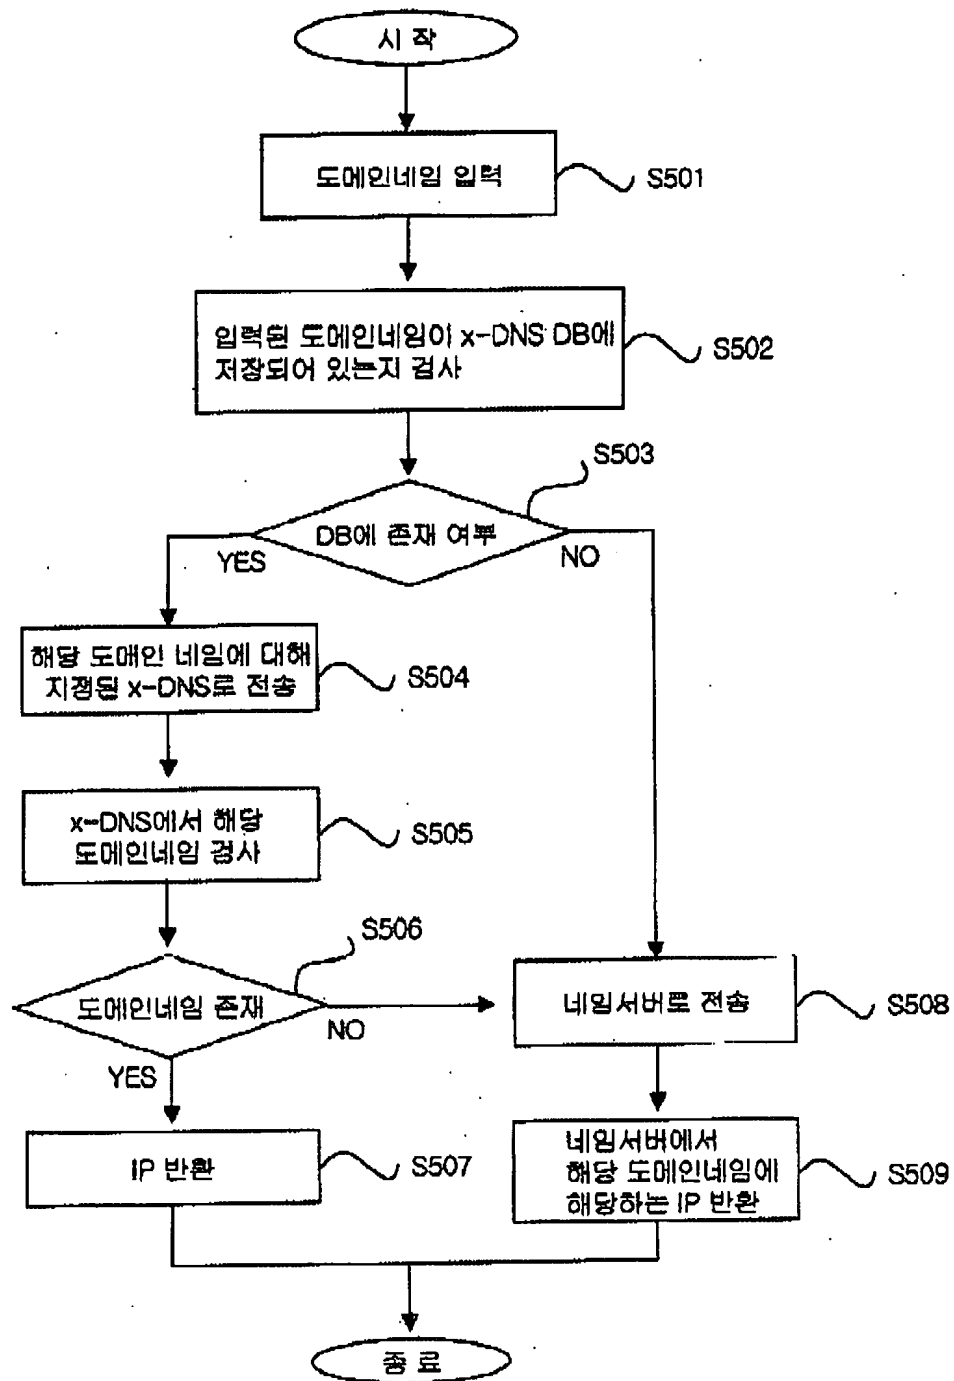 시 작
도메인네임 입력
S501
입력된 도메인네임이 x-DNS DB에
저장되어 있는지 검사
S502
S503
DB에 존재 여부
YES
NO
해당 도메인 네임에 대해
지정된 x-DNS로 전송
S504
x-DNS에서 해당
도메인네임 검사
S505
S506
도메인네임 존재
NO
YES
네임서버로 전송
S508
IP 반환
S507
네임서버에서
해당 도메인네임에
해당하는 IP 반환
S509
종 료